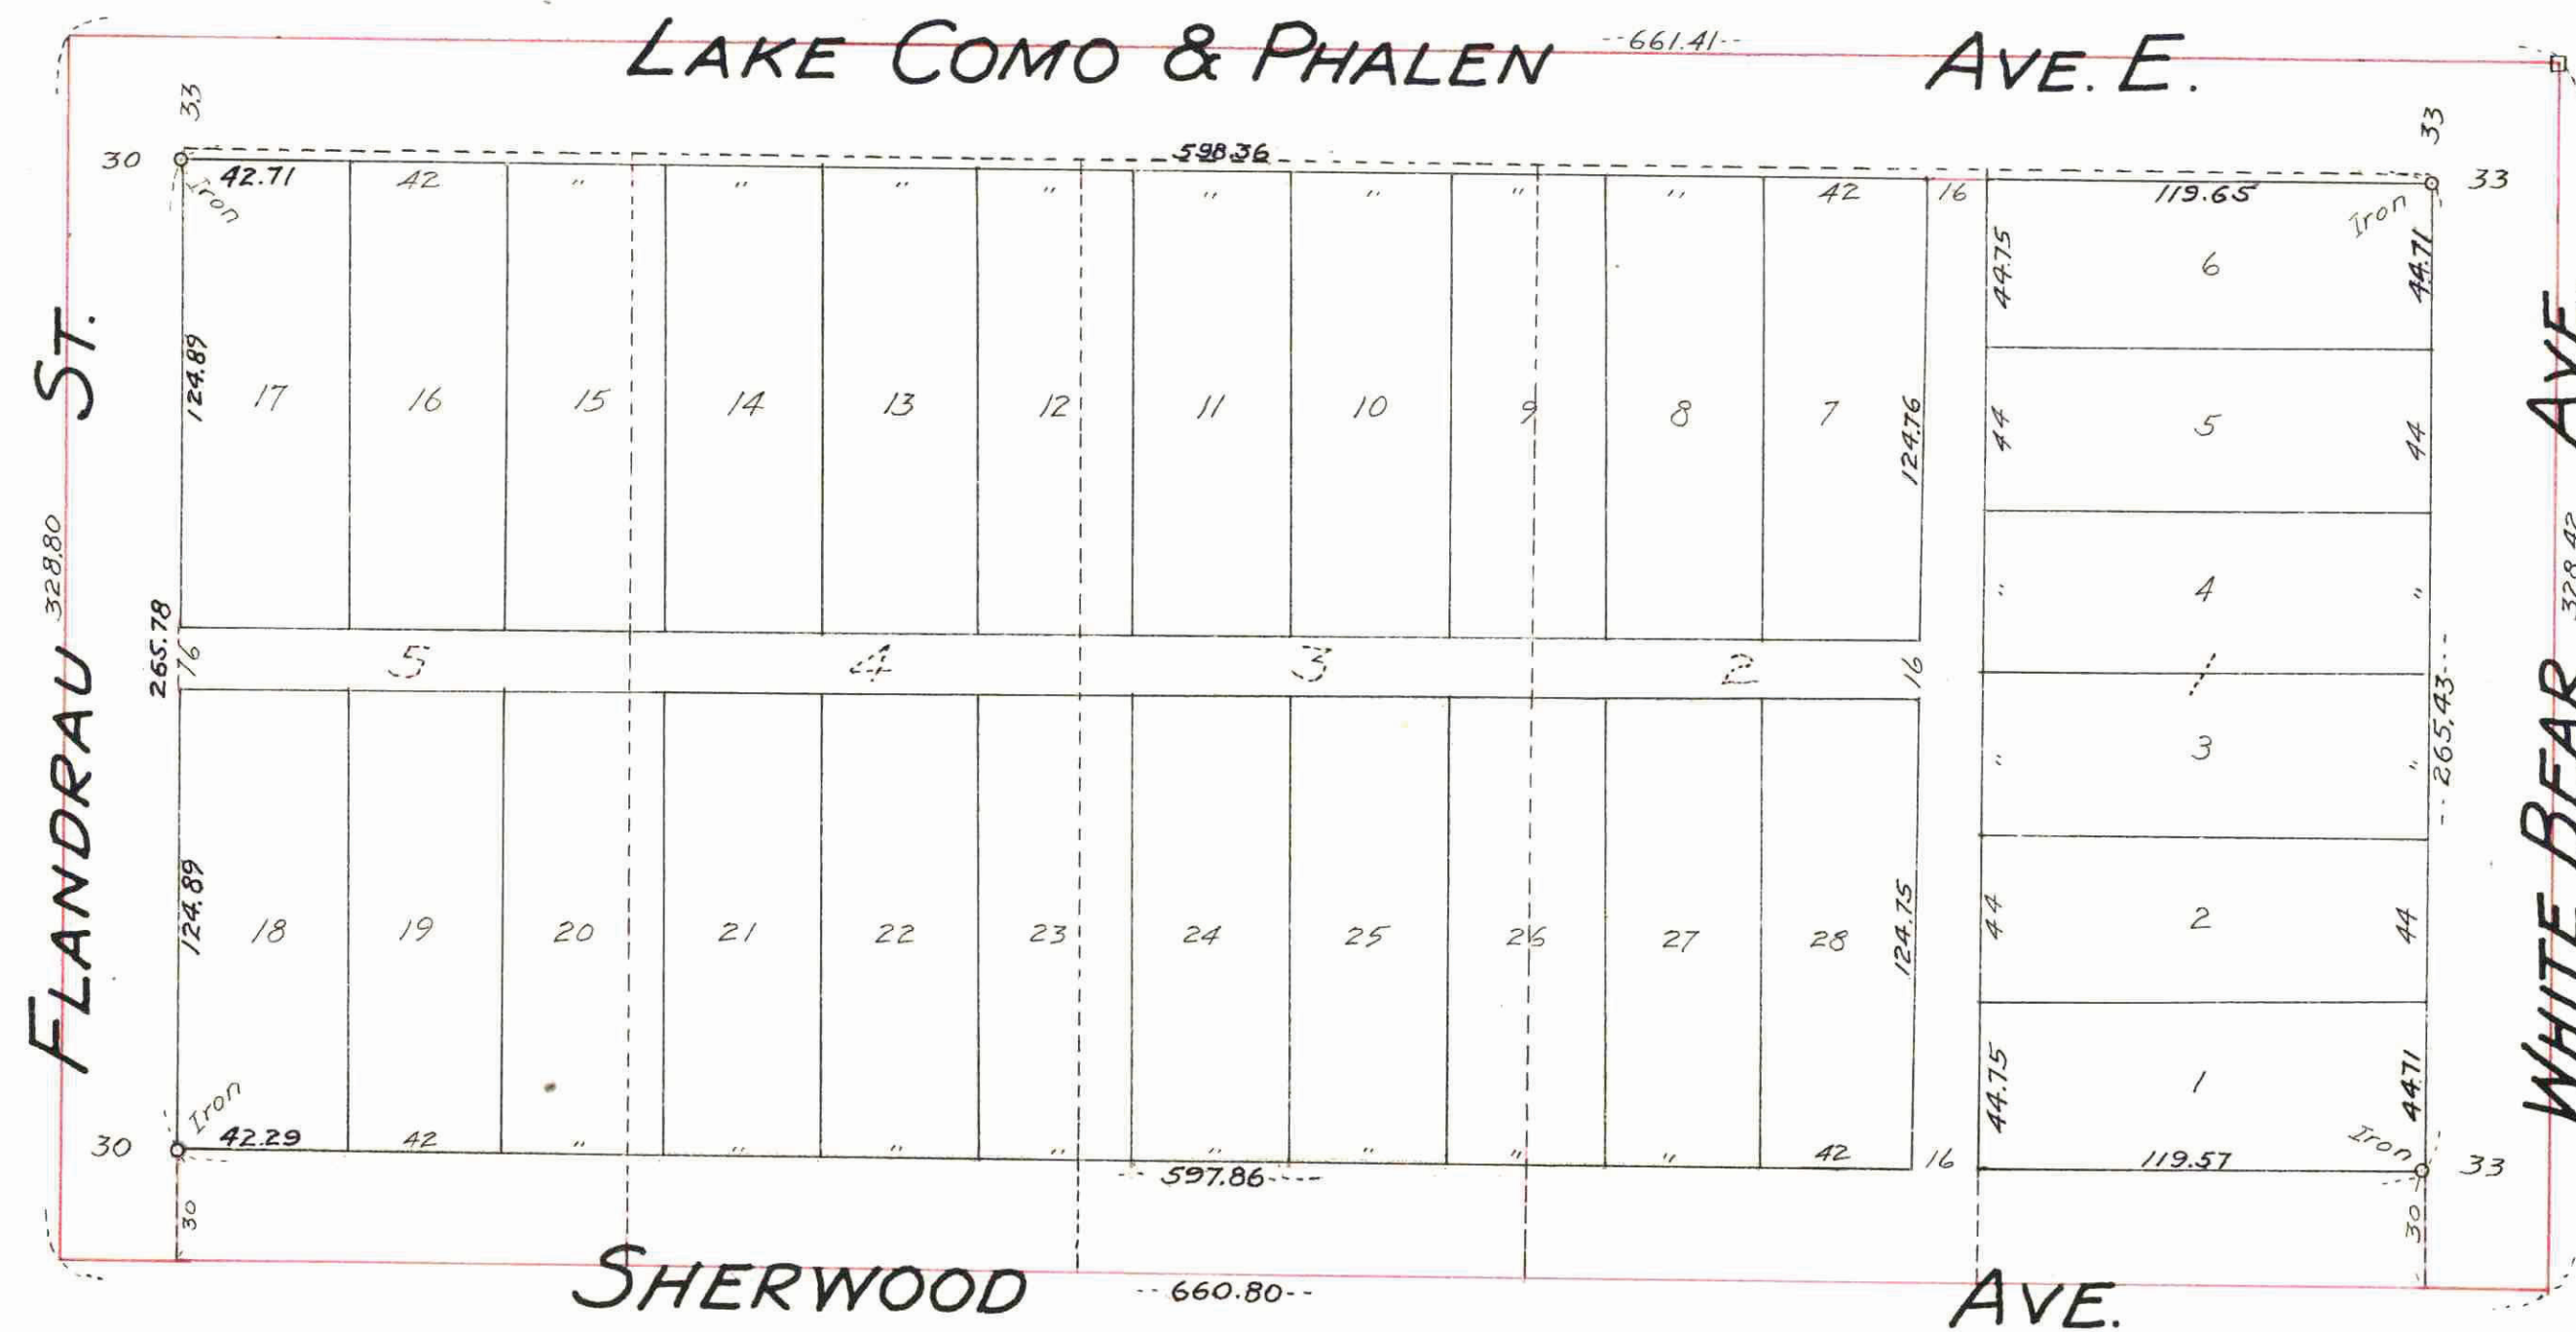 LAKE COMO & PHALEN --661.41-- AVE. E.
33 33
30 598.36 33
42.71 42 " " " " " " " " 42 16 119.65
Iron Iron
44.75 6 44.71
124.89 17 16 15 14 13 12 11 10 9 8 7 124.76 44 5 44
" 4 "
265.78 16 5 4 3 2 16 1
" 3 " --265.43---
124.89 18 19 20 21 22 23 24 25 26 27 28 124.75 44 2 44
44.75 1 44.71
Iron Iron
30 42.29 42 " " " " " " " " 42 16 119.57 33
--597.86----
30 30
SHERWOOD --660.80-- AVE.
FLANDRAU 328.80 ST.
WHITE BEAR 328.42 AVE